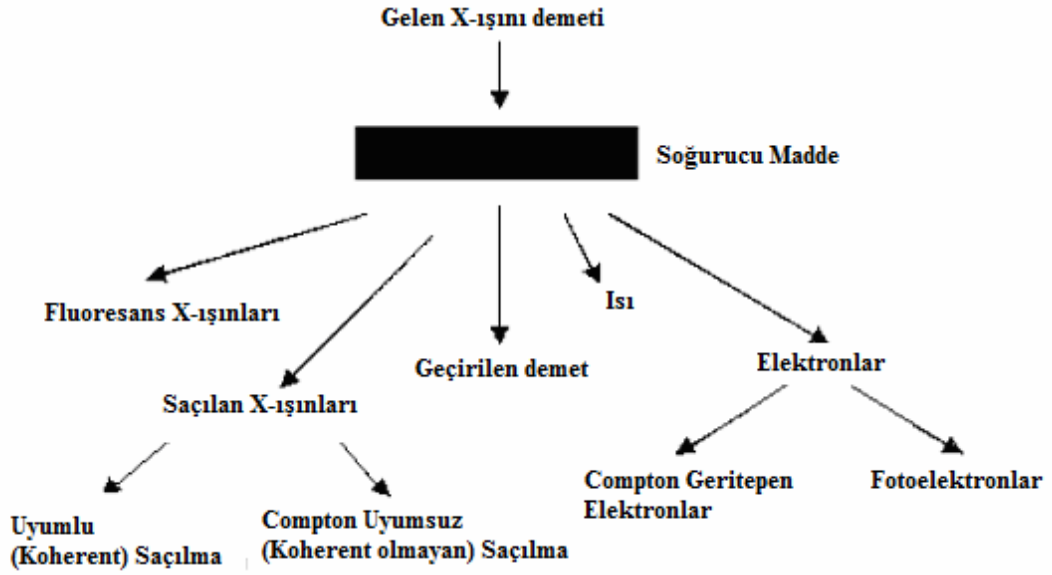 Gelen X-ışını demeti
Soğurucu Madde
Fluoresans X-ışınları
Isı
Geçirilen demet
Elektronlar
Saçılan X-ışınları
Compton Geritepen
Elektronlar
Fotoelektronlar
Uyumlu
(Koherent) Saçılma
Compton Uyumsuz
(Koherent olmayan) Saçılma